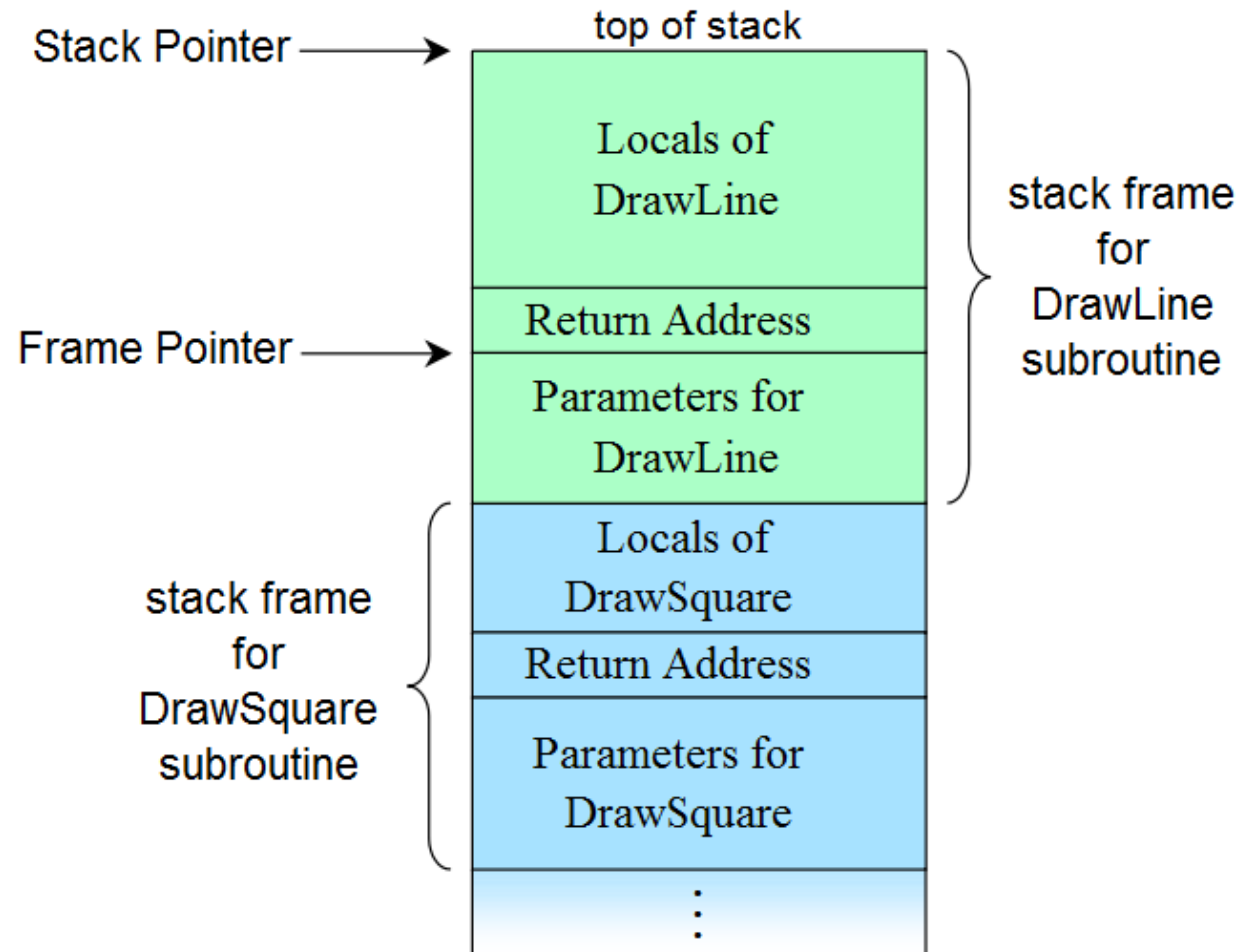 top of stack
Stack Pointer
Locals of
DrawLine
stack frame
for
DrawLine
subroutine
Return Address
Frame Pointer
Parameters for
DrawLine
Locals of
DrawSquare
stack frame
for
DrawSquare
subroutine
Return Address
Parameters for
DrawSquare
⋮